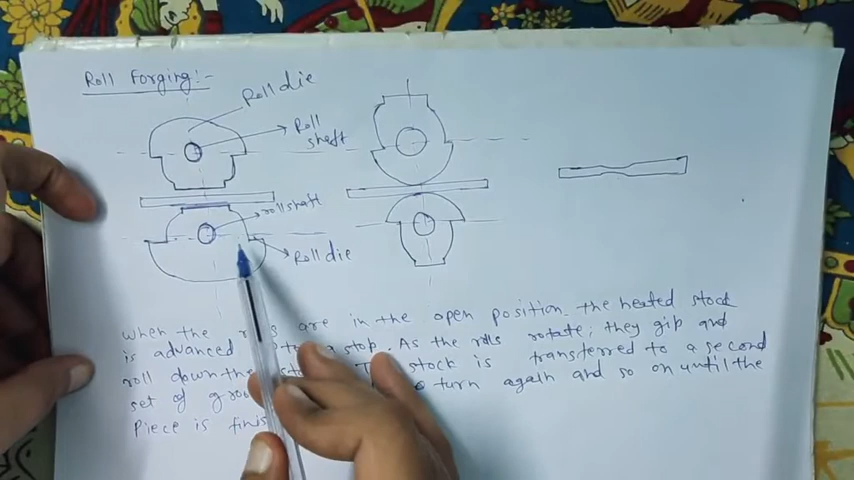 Roll Forging:-
Roll die
Roll shaft
roll shaft
Roll die
When the are in the open position. the heated stock
is advanced a stop. As the rolls rotate; they gip and
roll down the stock is transferred to a second
set of turn again and so on until the
Piece is